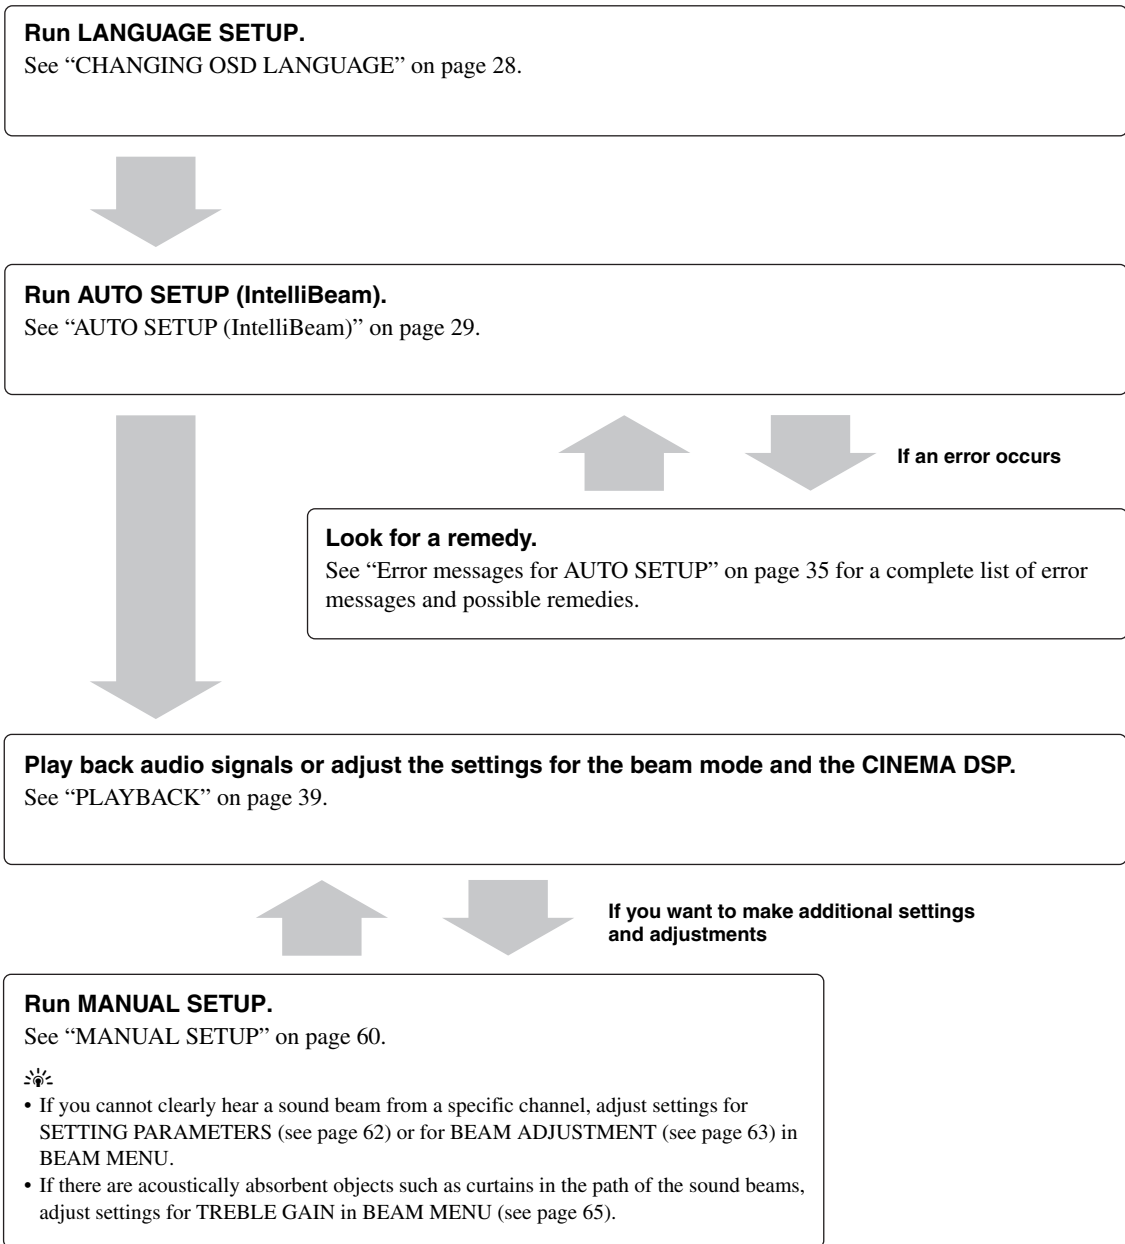 Run LANGUAGE SETUP.
See “CHANGING OSD LANGUAGE” on page 28.
Run AUTO SETUP (IntelliBeam).
See “AUTO SETUP (IntelliBeam)” on page 29.
If an error occurs
Look for a remedy.
See “Error messages for AUTO SETUP” on page 35 for a complete list of error
messages and possible remedies.
Play back audio signals or adjust the settings for the beam mode and the CINEMA DSP.
See “PLAYBACK” on page 39.
If you want to make additional settings
and adjustments
Run MANUAL SETUP.
See “MANUAL SETUP” on page 60.
• If you cannot clearly hear a sound beam from a specific channel, adjust settings for
SETTING PARAMETERS (see page 62) or for BEAM ADJUSTMENT (see page 63) in
BEAM MENU.
• If there are acoustically absorbent objects such as curtains in the path of the sound beams,
adjust settings for TREBLE GAIN in BEAM MENU (see page 65).